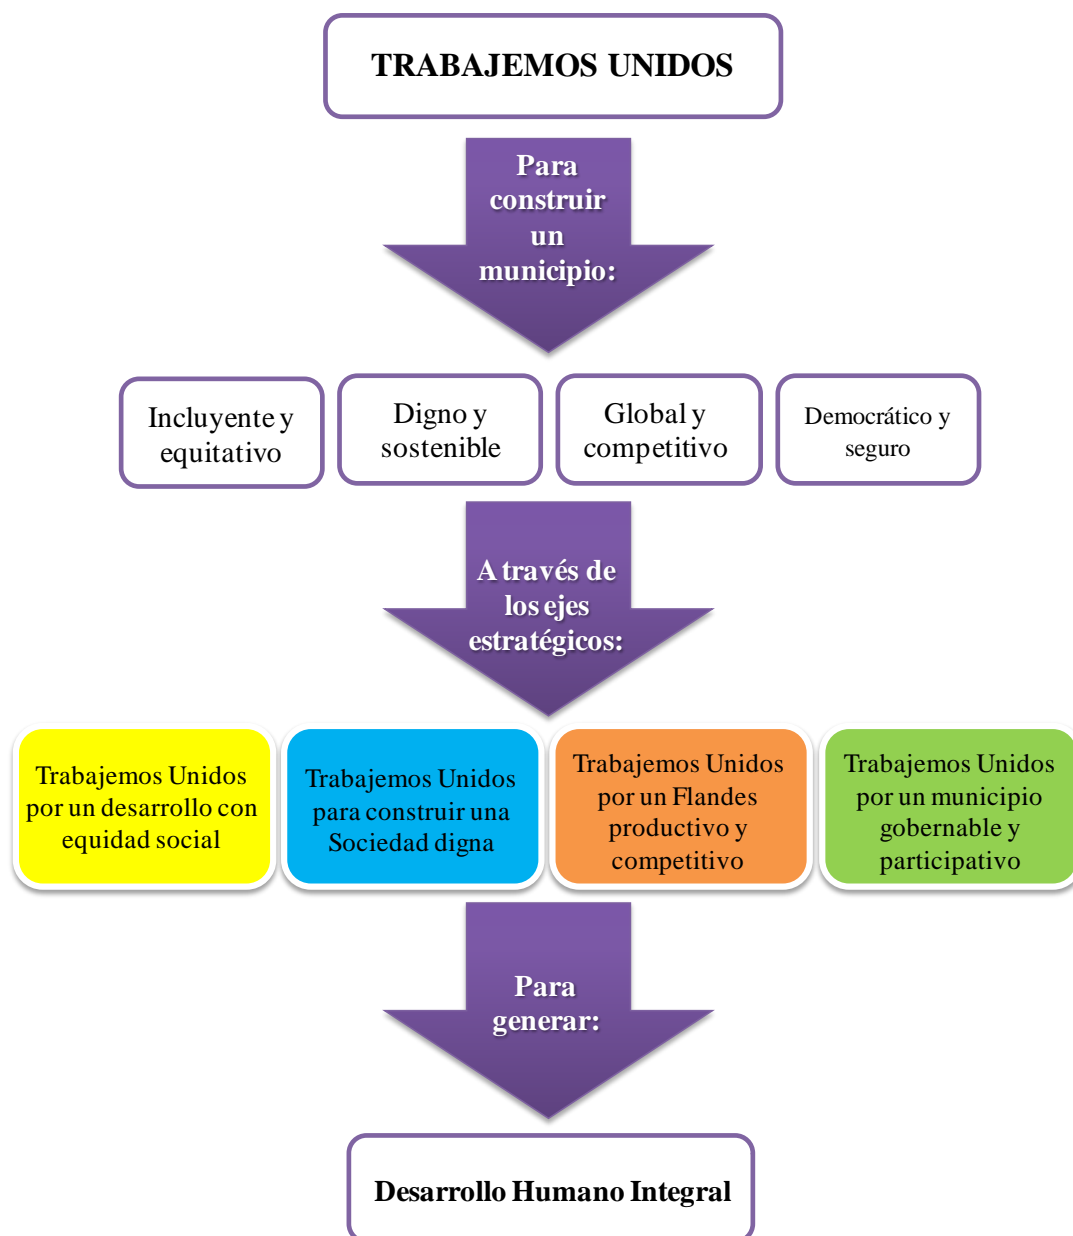 TRABAJEMOS UNIDOS
Para
construir
un
municipio:
Incluyente y
equitativo
Digno y
sostenible
Global y
competitivo
Democrático y
seguro
A través de
los ejes
estratégicos:
Trabajemos Unidos
por un desarrollo con
equidad social
Trabajemos Unidos
para construir una
Sociedad digna
Trabajemos Unidos
por un Flandes
productivo y
competitivo
Trabajemos Unidos
por un municipio
gobernable y
participativo
Para
generar:
Desarrollo Humano Integral